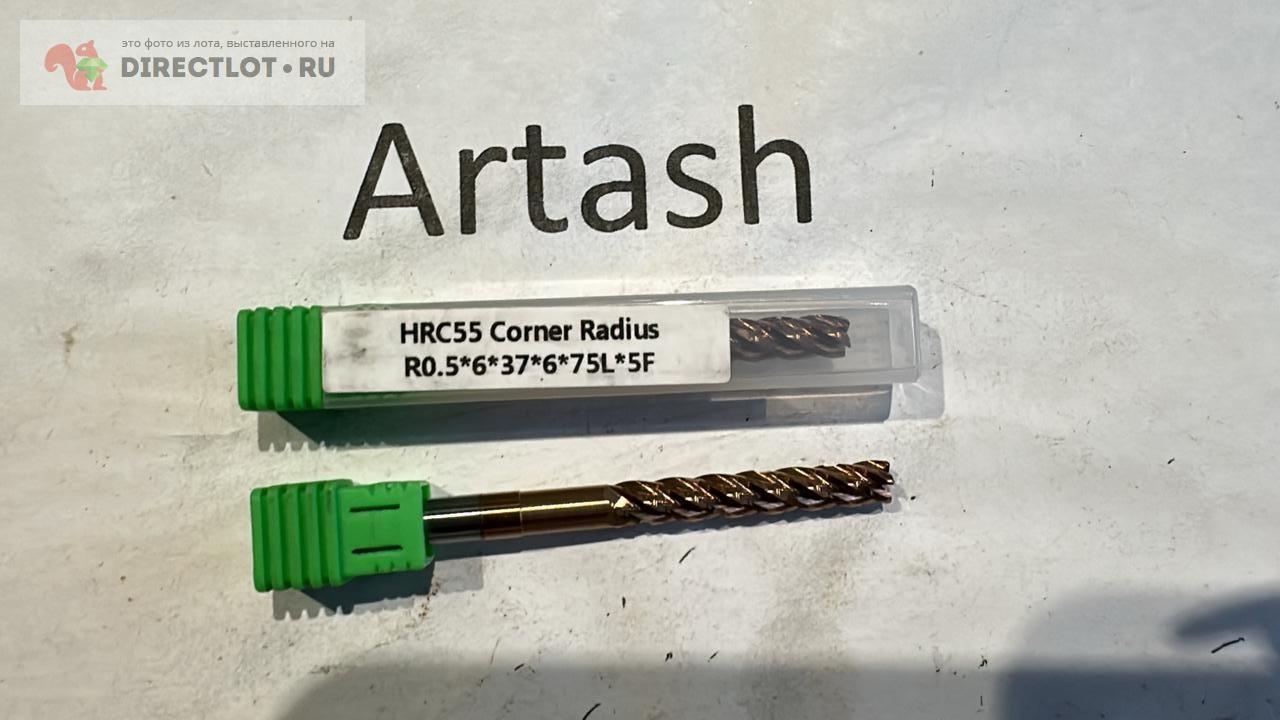 это фото из лота, выставленного на
DIRECTLOT•RU
Artash
HRC55 Corner Radius
R0.5*6*37*6*75L*5F